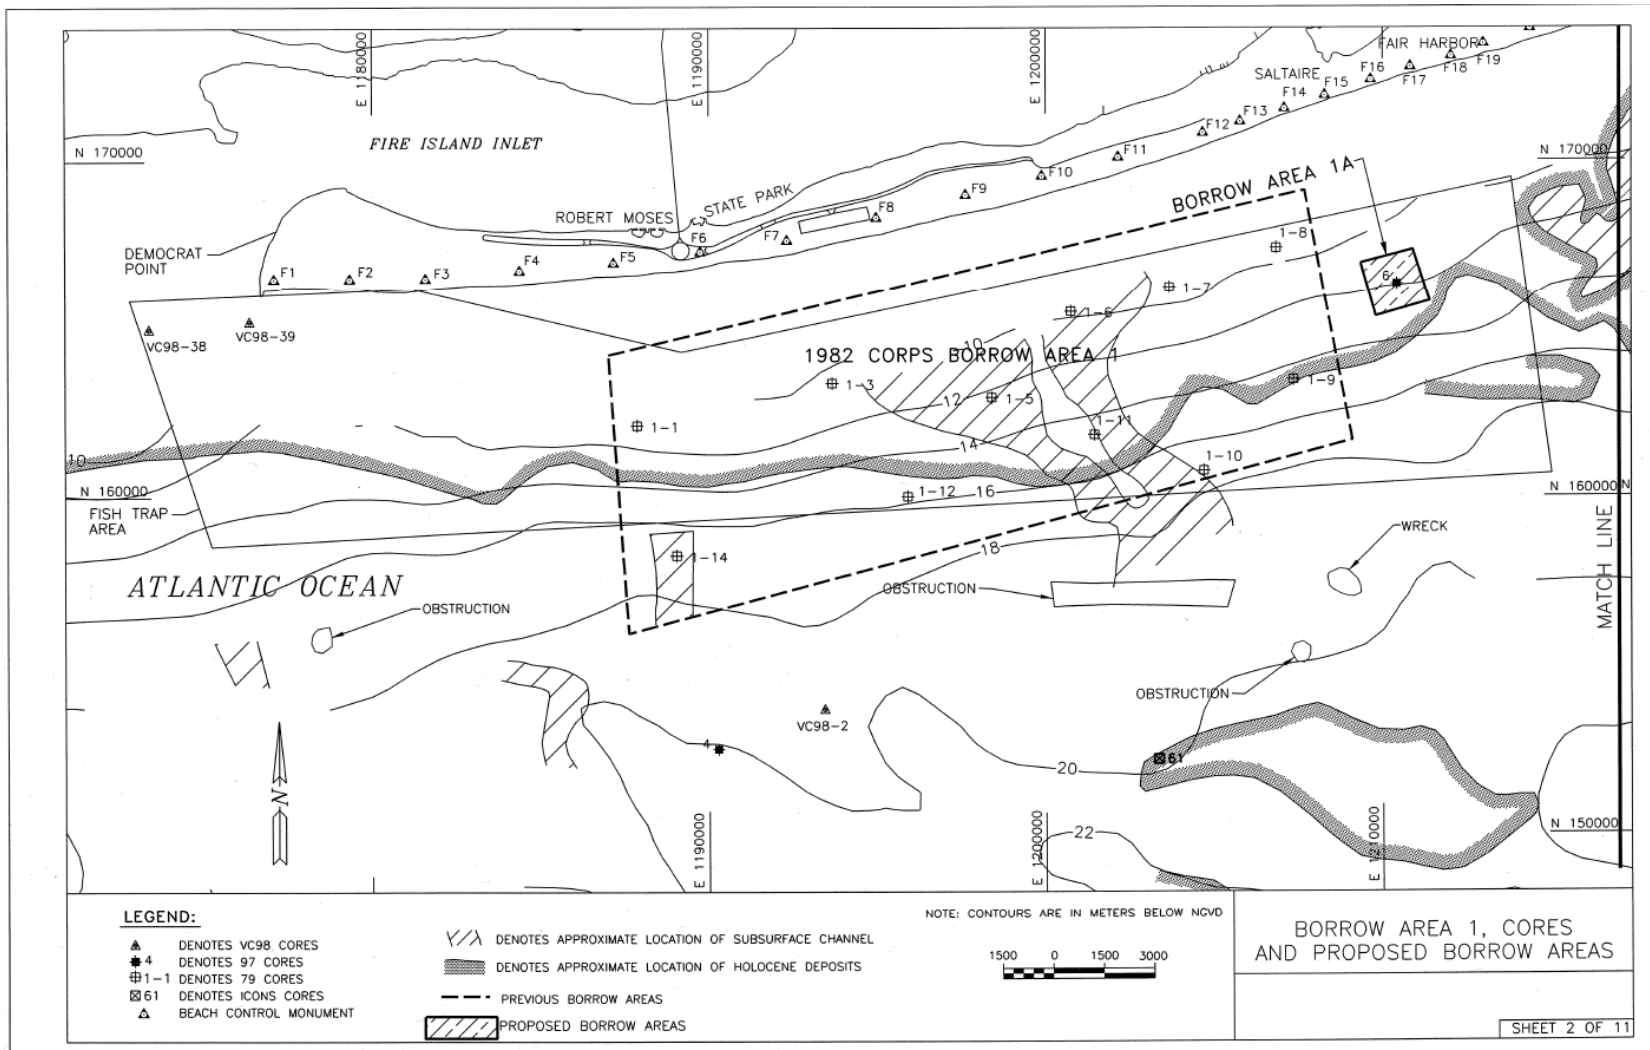 E 1180000
E 1190000
E 1200000
FAIR HARBOR
F19
F18
F17
F16
SALTAIRE
F15
F14
F13
F12
F11
F10
F9
F8
F7
F6
F5
F4
F3
F2
F1
N 170000
FIRE ISLAND INLET
N 170000
BORROW AREA 1A
STATE PARK
ROBERT MOSES
DEMOCRAT
POINT
1-8
6
1-7
1-6
VC98-38
VC98-39
10
1982 CORPS BORROW AREA 1
1-3
1-5
1-9
12
1-11
1-1
14
10
1-10
1-12
16
N 160000
N 160000
N
FISH TRAP
AREA
WRECK
18
1-14
ATLANTIC OCEAN
OBSTRUCTION
OBSTRUCTION
MATCH LINE
OBSTRUCTION
VC98-2
4
61
20
N
22
N 150000
E 1190000
E 1200000
E 1210000
LEGEND:
DENOTES VC98 CORES
4 DENOTES 97 CORES
1-1 DENOTES 79 CORES
61 DENOTES ICONS CORES
BEACH CONTROL MONUMENT
DENOTES APPROXIMATE LOCATION OF SUBSURFACE CHANNEL
DENOTES APPROXIMATE LOCATION OF HOLOCENE DEPOSITS
PREVIOUS BORROW AREAS
PROPOSED BORROW AREAS
NOTE: CONTOURS ARE IN METERS BELOW NGVD
1500 0 1500 3000
BORROW AREA 1, CORES
AND PROPOSED BORROW AREAS
SHEET 2 OF 11